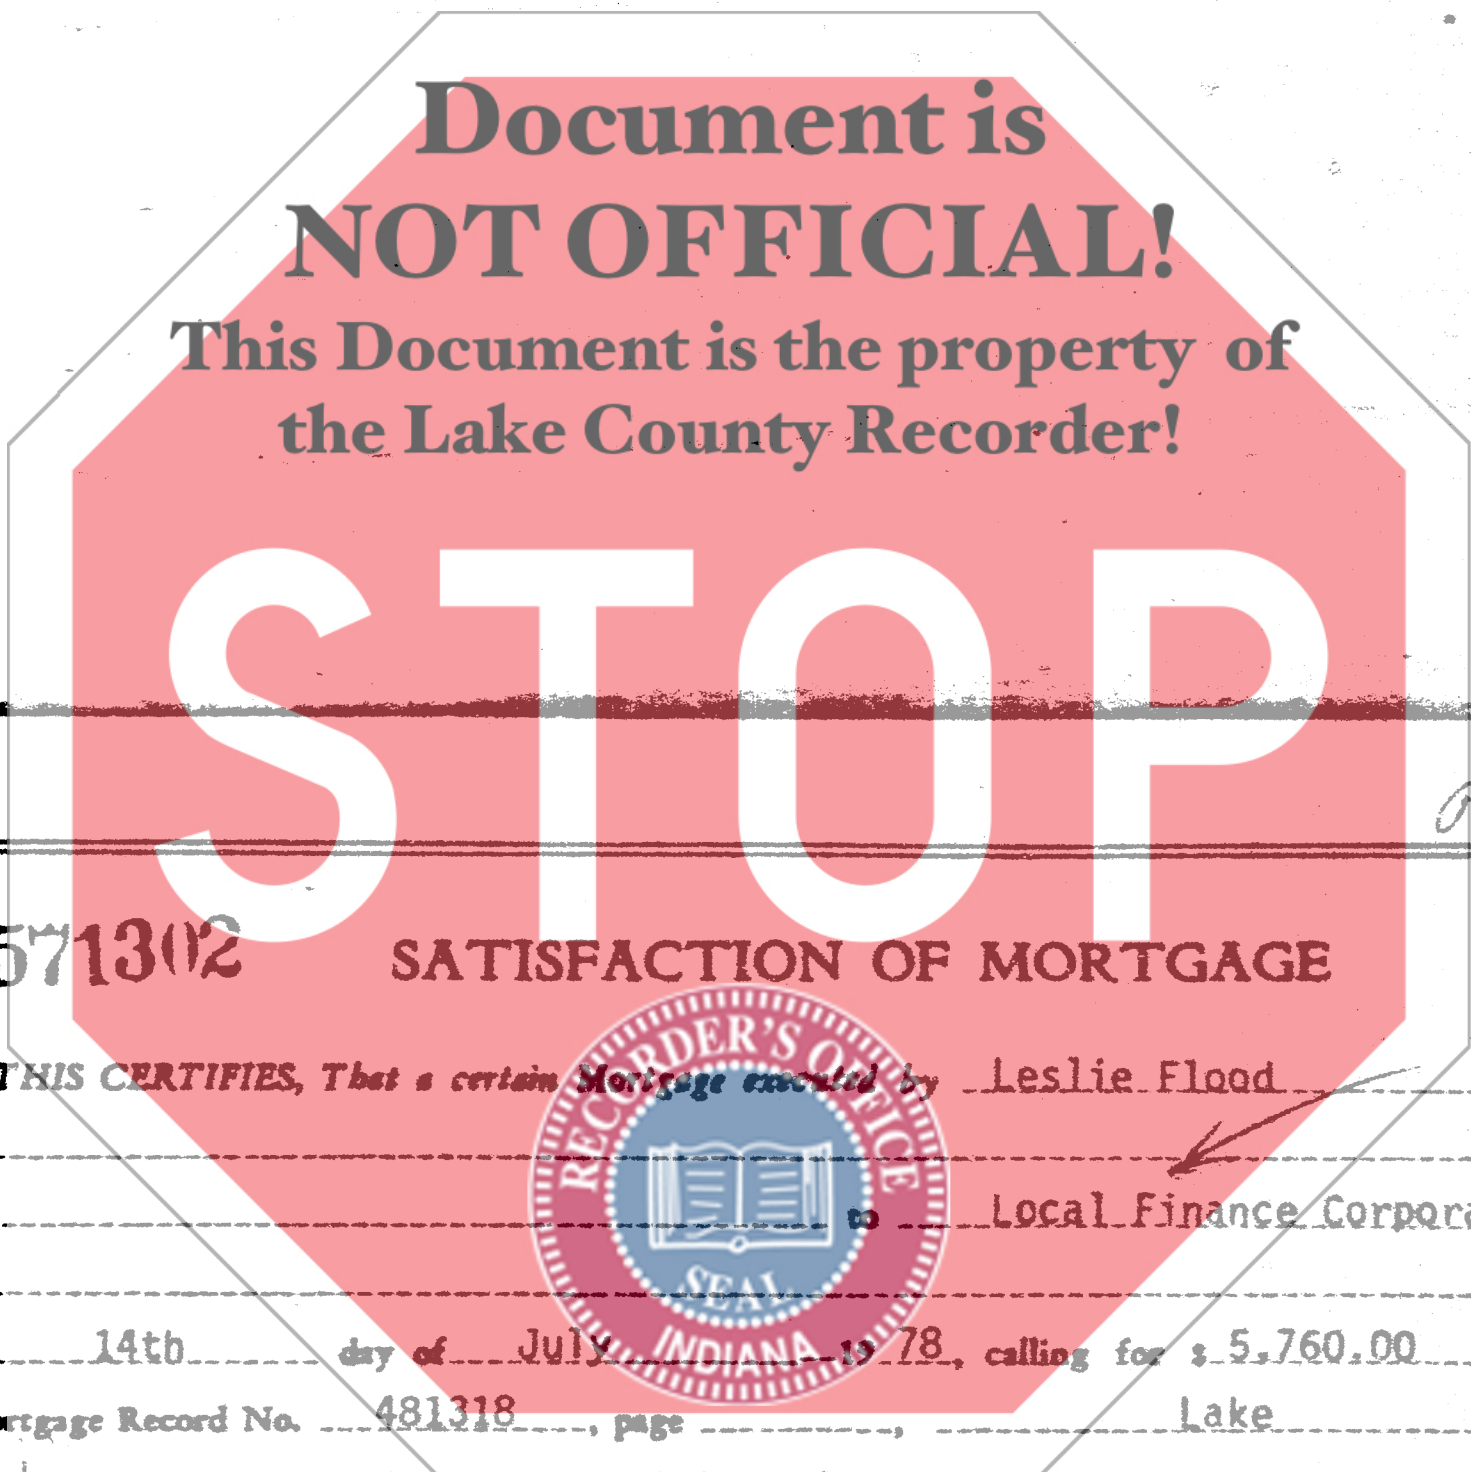 Document is
NOT OFFICIAL!
This Document is the property of
the Lake County Recorder!
STOP
571302
SATISFACTION OF MORTGAGE
THIS CERTIFIES, That a certain Mortgage executed by Leslie Flood
to Local Finance Corpora
14th day of July 19 78, calling for $ 5,760.00
rtgage Record No. 481318, page , Lake
RECORDER'S OFFICE
SEAL
INDIANA